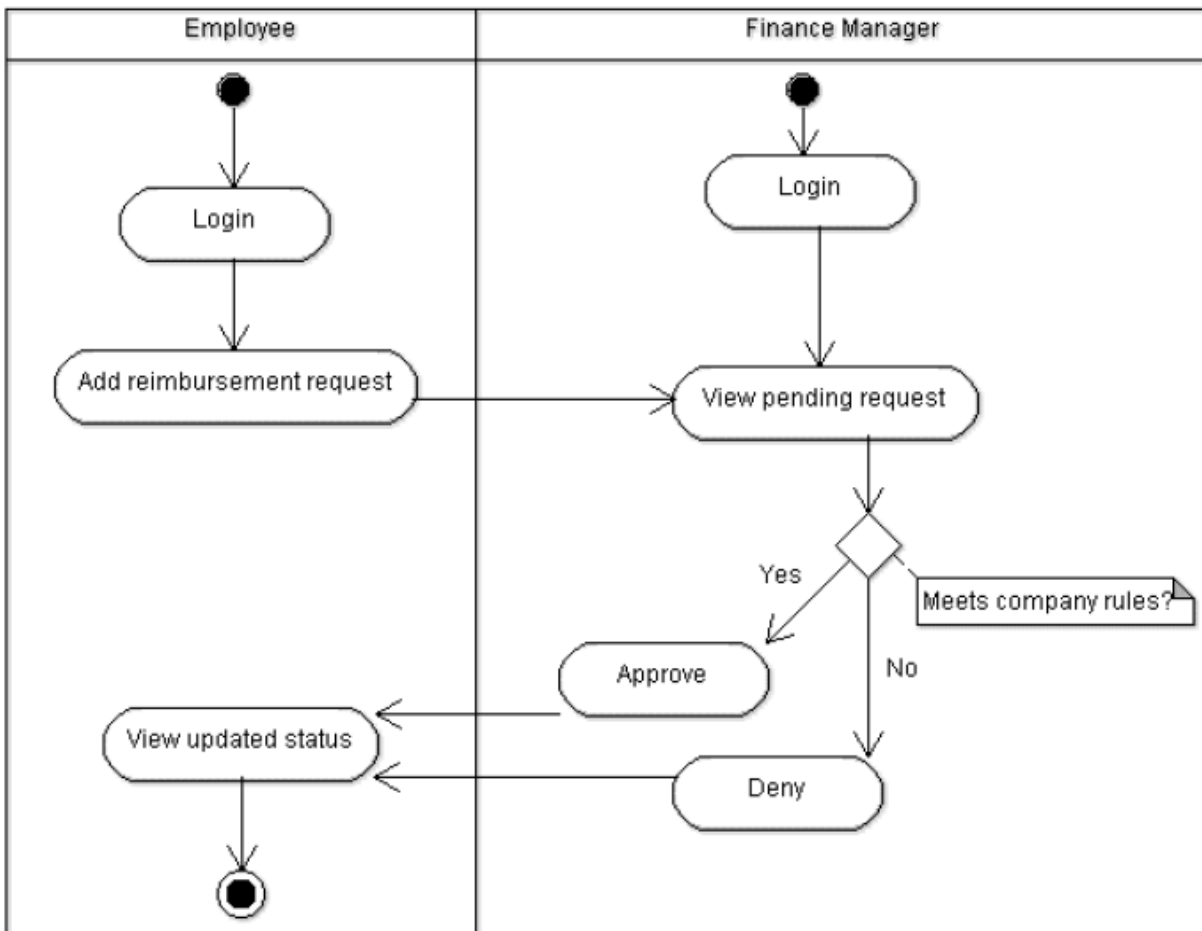 Employee
Finance Manager
Login
Login
Add reimbursement request
View pending request
Yes
Meets company rules?
No
Approve
View updated status
Deny